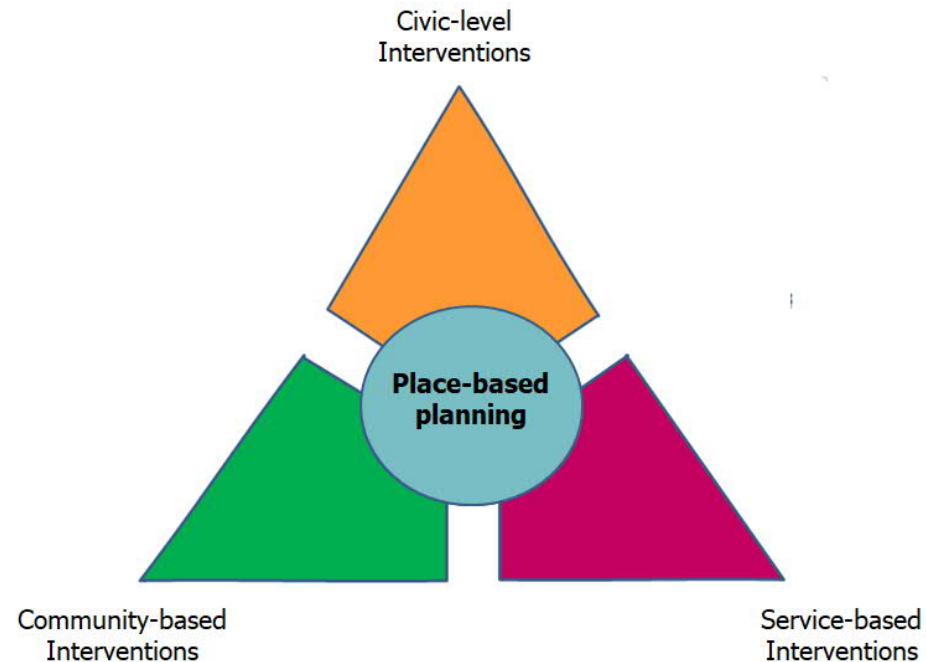 Civic-level
Interventions
Place-based
planning
Community-based
Interventions
Service-based
Interventions